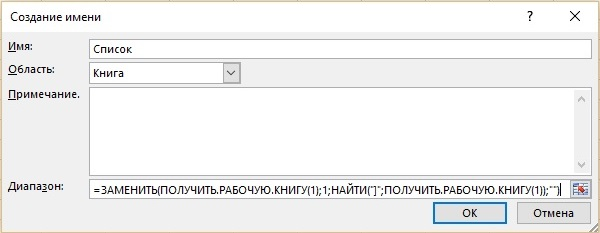 Создание имени ? ×
Имя: Список
Область: Книга
Примечание.
Диапазон: =ЗАМЕНИТЬ(ПОЛУЧИТЬ.РАБОЧУЮ.КНИГУ(1);1;НАЙТИ("]";ПОЛУЧИТЬ.РАБОЧУЮ.КНИГУ(1));"")
ОК Отмена